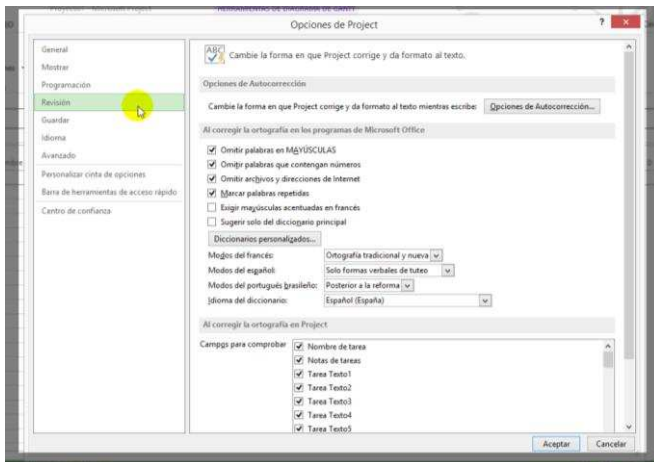 HERRAMIENTAS DE DIAGRAMA DE GANTT
Opciones de Project
?
General
Mostrar
Programación
Revisión
Guardar
Idioma
Avanzado
Personalizar cinta de opciones
Barra de herramientas de acceso rápido
Centro de confianza
ABC
Cambie la forma en que Project corrige y da formato al texto.
Opciones de Autocorrección
Cambie la forma en que Project corrige y da formato al texto mientras escribe: Opciones de Autocorrección...
Al corregir la ortografía en los programas de Microsoft Office
Omitir palabras en MAYÚSCULAS
Omitir palabras que contengan números
Omitir archivos y direcciones de Internet
Marcar palabras repetidas
Exigir mayúsculas acentuadas en francés
Sugerir solo del diccionario principal
Diccionarios personalizados...
Modos del francés: Ortografía tradicional y nueva
Modos del español: Solo formas verbales de tuteo
Modos del portugués brasileño: Posterior a la reforma
Idioma del diccionario: Español (España)
Al corregir la ortografía en Project
Campos para comprobar
Nombre de tarea
Notas de tareas
Tarea Texto1
Tarea Texto2
Tarea Texto3
Tarea Texto4
Tarea Texto5
Aceptar Cancelar